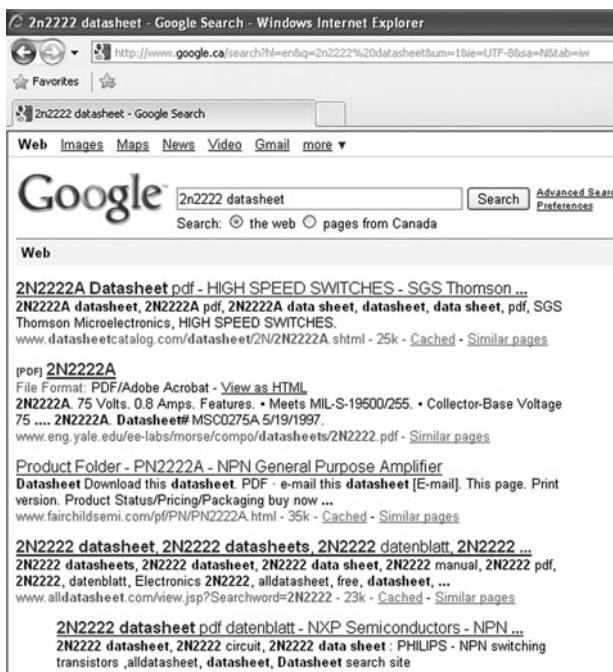 2n2222 datasheet - Google Search - Windows Internet Explorer
http://www.google.ca/search?hl=en&q=2n2222%20datasheet&um=1&ie=UTF-8&sa=N&tab=iw
Favorites
2n2222 datasheet - Google Search
Web Images Maps News Video Gmail more ▼
Google 2n2222 datasheet Search Advanced Searc
Preferences
Search: the web pages from Canada
Web
2N2222A Datasheet pdf - HIGH SPEED SWITCHES - SGS Thomson ...
2N2222A datasheet, 2N2222A pdf, 2N2222A data sheet, datasheet, data sheet, pdf, SGS
Thomson Microelectronics, HIGH SPEED SWITCHES.
www.datasheetcatalog.com/datasheet/2N/2N2222A.shtml - 25k - Cached - Similar pages
[PDF] 2N2222A
File Format: PDF/Adobe Acrobat - View as HTML
2N2222A. 75 Volts. 0.8 Amps. Features. • Meets MIL-S-19500/255. • Collector-Base Voltage
75 .... 2N2222A. Datasheet# MSC0275A 5/19/1997.
www.eng.yale.edu/ee-labs/morse/compo/datasheets/2N2222.pdf - Similar pages
Product Folder - PN2222A - NPN General Purpose Amplifier
Datasheet Download this datasheet. PDF · e-mail this datasheet [E-mail]. This page. Print
version. Product Status/Pricing/Packaging buy now ...
www.fairchildsemi.com/pf/PN/PN2222A.html - 35k - Cached - Similar pages
2N2222 datasheet, 2N2222 datasheets, 2N2222 datenblatt, 2N2222 ...
2N2222 datasheets, 2N2222 datasheet, 2N2222 data sheet, 2N2222 manual, 2N2222 pdf,
2N2222, datenblatt, Electronics 2N2222, alldatasheet, free, datasheet, ...
www.alldatasheet.com/view.jsp?Searchword=2N2222 - 23k - Cached - Similar pages
2N2222 datasheet pdf datenblatt - NXP Semiconductors - NPN ...
2N2222 datasheet, 2N2222 circuit, 2N2222 data sheet : PHILIPS - NPN switching
transistors ,alldatasheet, datasheet, Datasheet search site